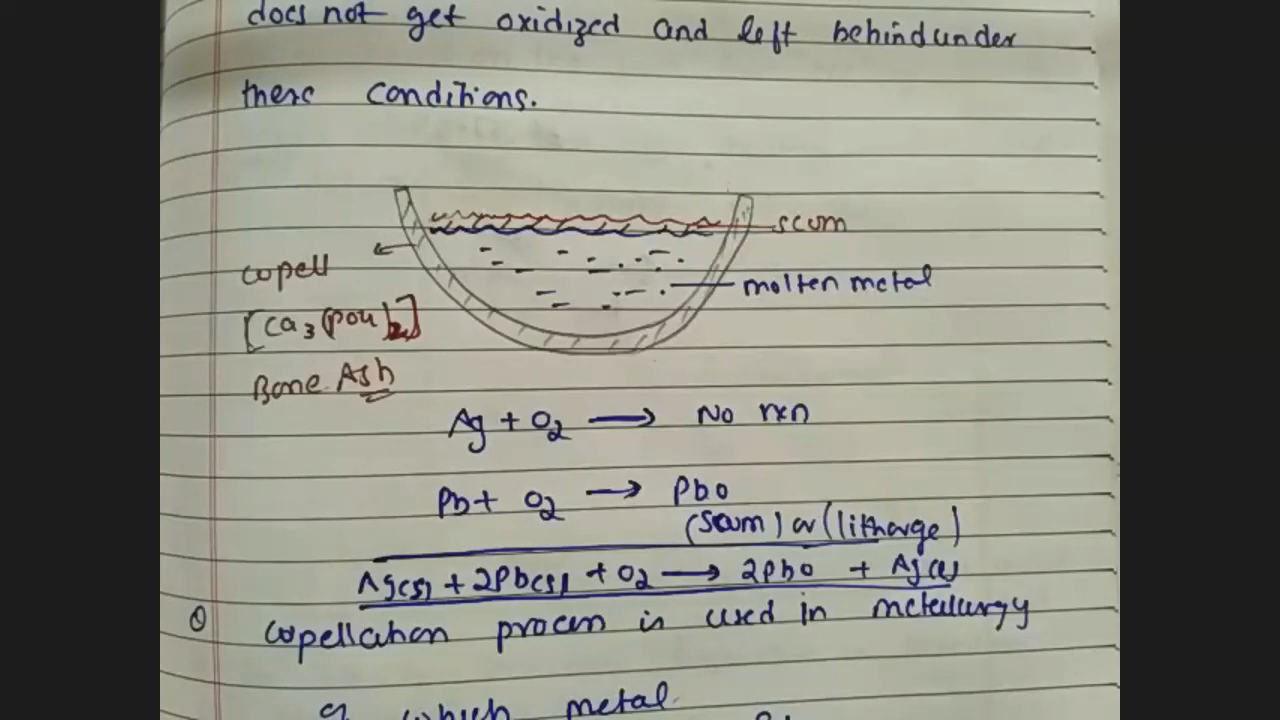 does not get oxidized and left behind under
these conditions.
scum
copell
molten metal
[Ca3(PO4)2]
Bone Ash
Ag + O2 → No rxn
Pb + O2 → PbO
(scum) or (litharge)
Ag(s) + 2Pb(s) + O2 → 2PbO + Ag(s)
Q copellation process is used in metallurgy
of which metal.